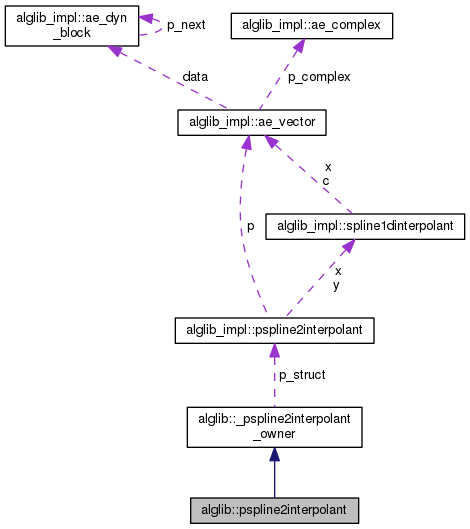 alglib_impl::ae_dyn
_block
p_next
alglib_impl::ae_complex
data
p_complex
alglib_impl::ae_vector
x
c
p
alglib_impl::spline1dinterpolant
x
y
alglib_impl::pspline2interpolant
p_struct
alglib::_pspline2interpolant
_owner
alglib::pspline2interpolant